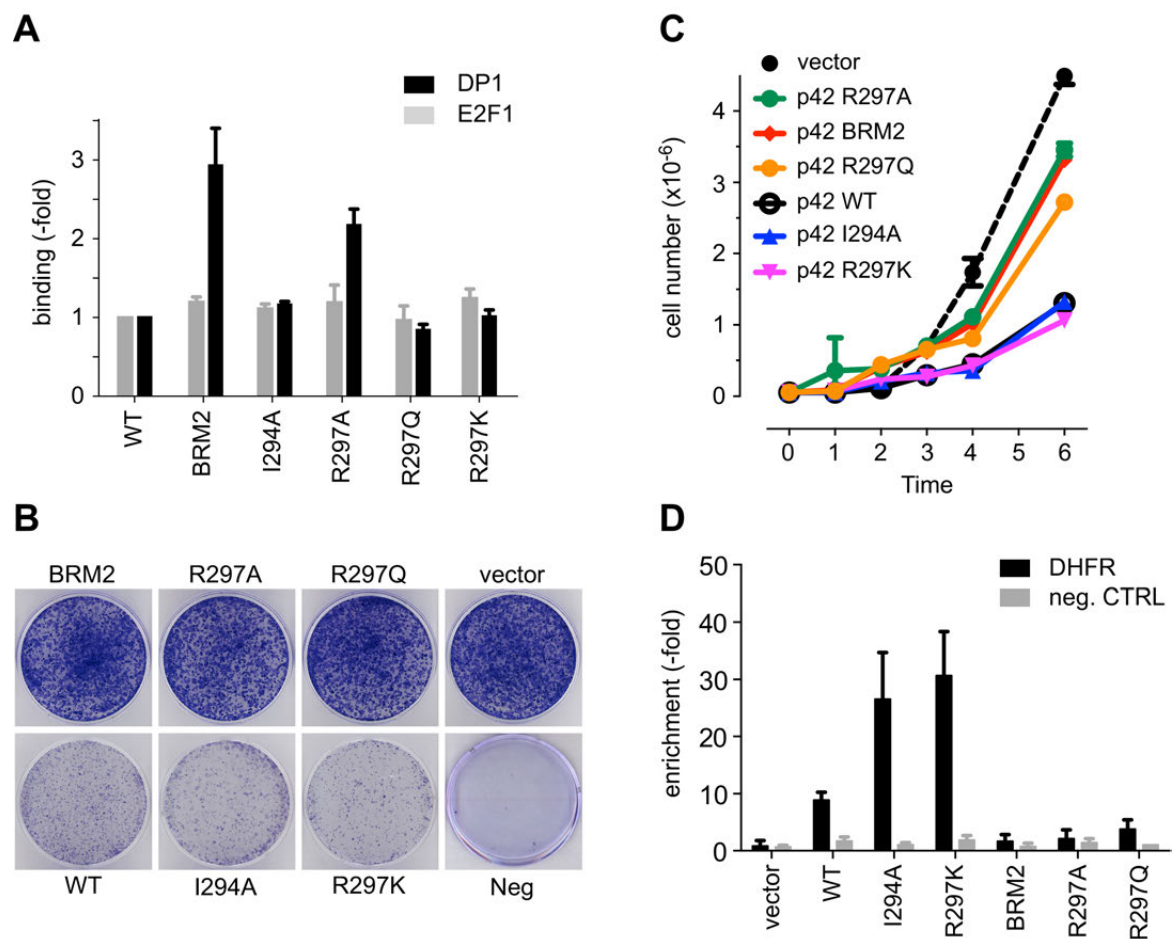 A
DP1
E2F1
binding (-fold)
3
2
1
0
WT
BRM2
I294A
R297A
R297Q
R297K
B
BRM2 R297A R297Q vector
WT I294A R297K Neg
C
vector
p42 R297A
p42 BRM2
p42 R297Q
p42 WT
p42 I294A
p42 R297K
cell number (x10-6)
4
3
2
1
0
0 1 2 3 4 5 6
Time
D
DHFR
neg. CTRL
enrichment (-fold)
50
40
30
20
10
0
vector
WT
I294A
R297K
BRM2
R297A
R297Q